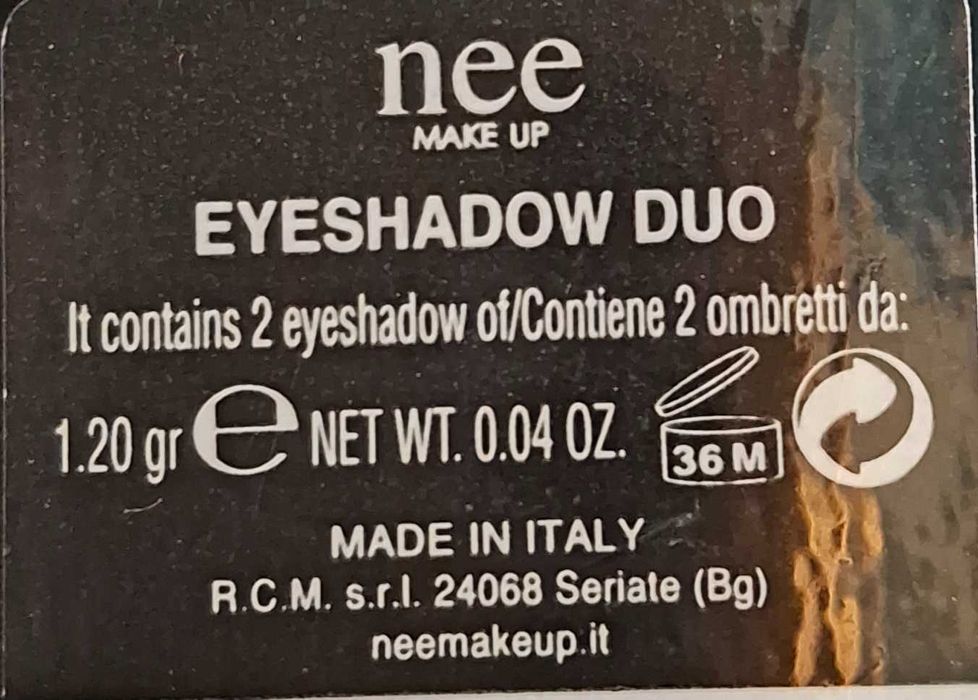 nee
MAKE UP
EYESHADOW DUO
It contains 2 eyeshadow of/Contiene 2 ombretti da:
1.20 gr e NET WT. 0.04 OZ. 36 M
MADE IN ITALY
R.C.M. s.r.l. 24068 Seriate (Bg)
neemakeup.it